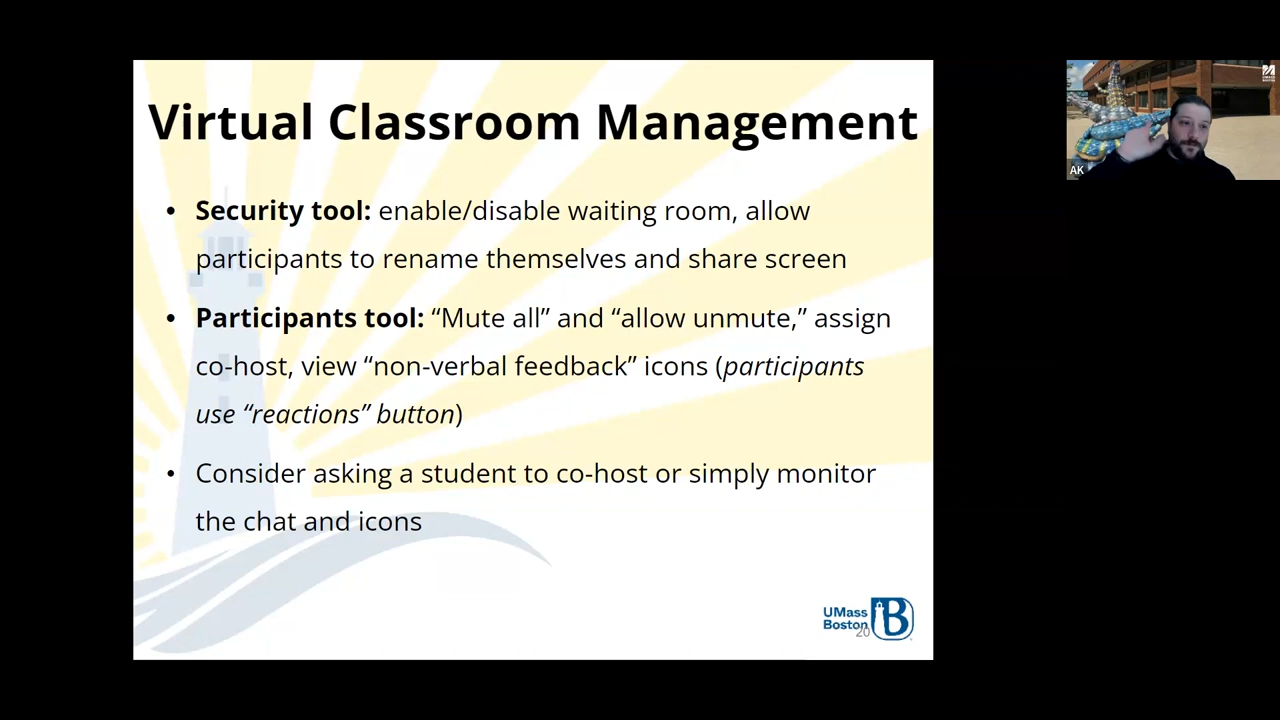 Virtual Classroom Management
• Security tool: enable/disable waiting room, allow
participants to rename themselves and share screen
• Participants tool: “Mute all” and “allow unmute,” assign
co-host, view “non-verbal feedback” icons (participants
use “reactions” button)
• Consider asking a student to co-host or simply monitor
the chat and icons
UMass
Boston
B
20
AK
UMASS
BOSTON